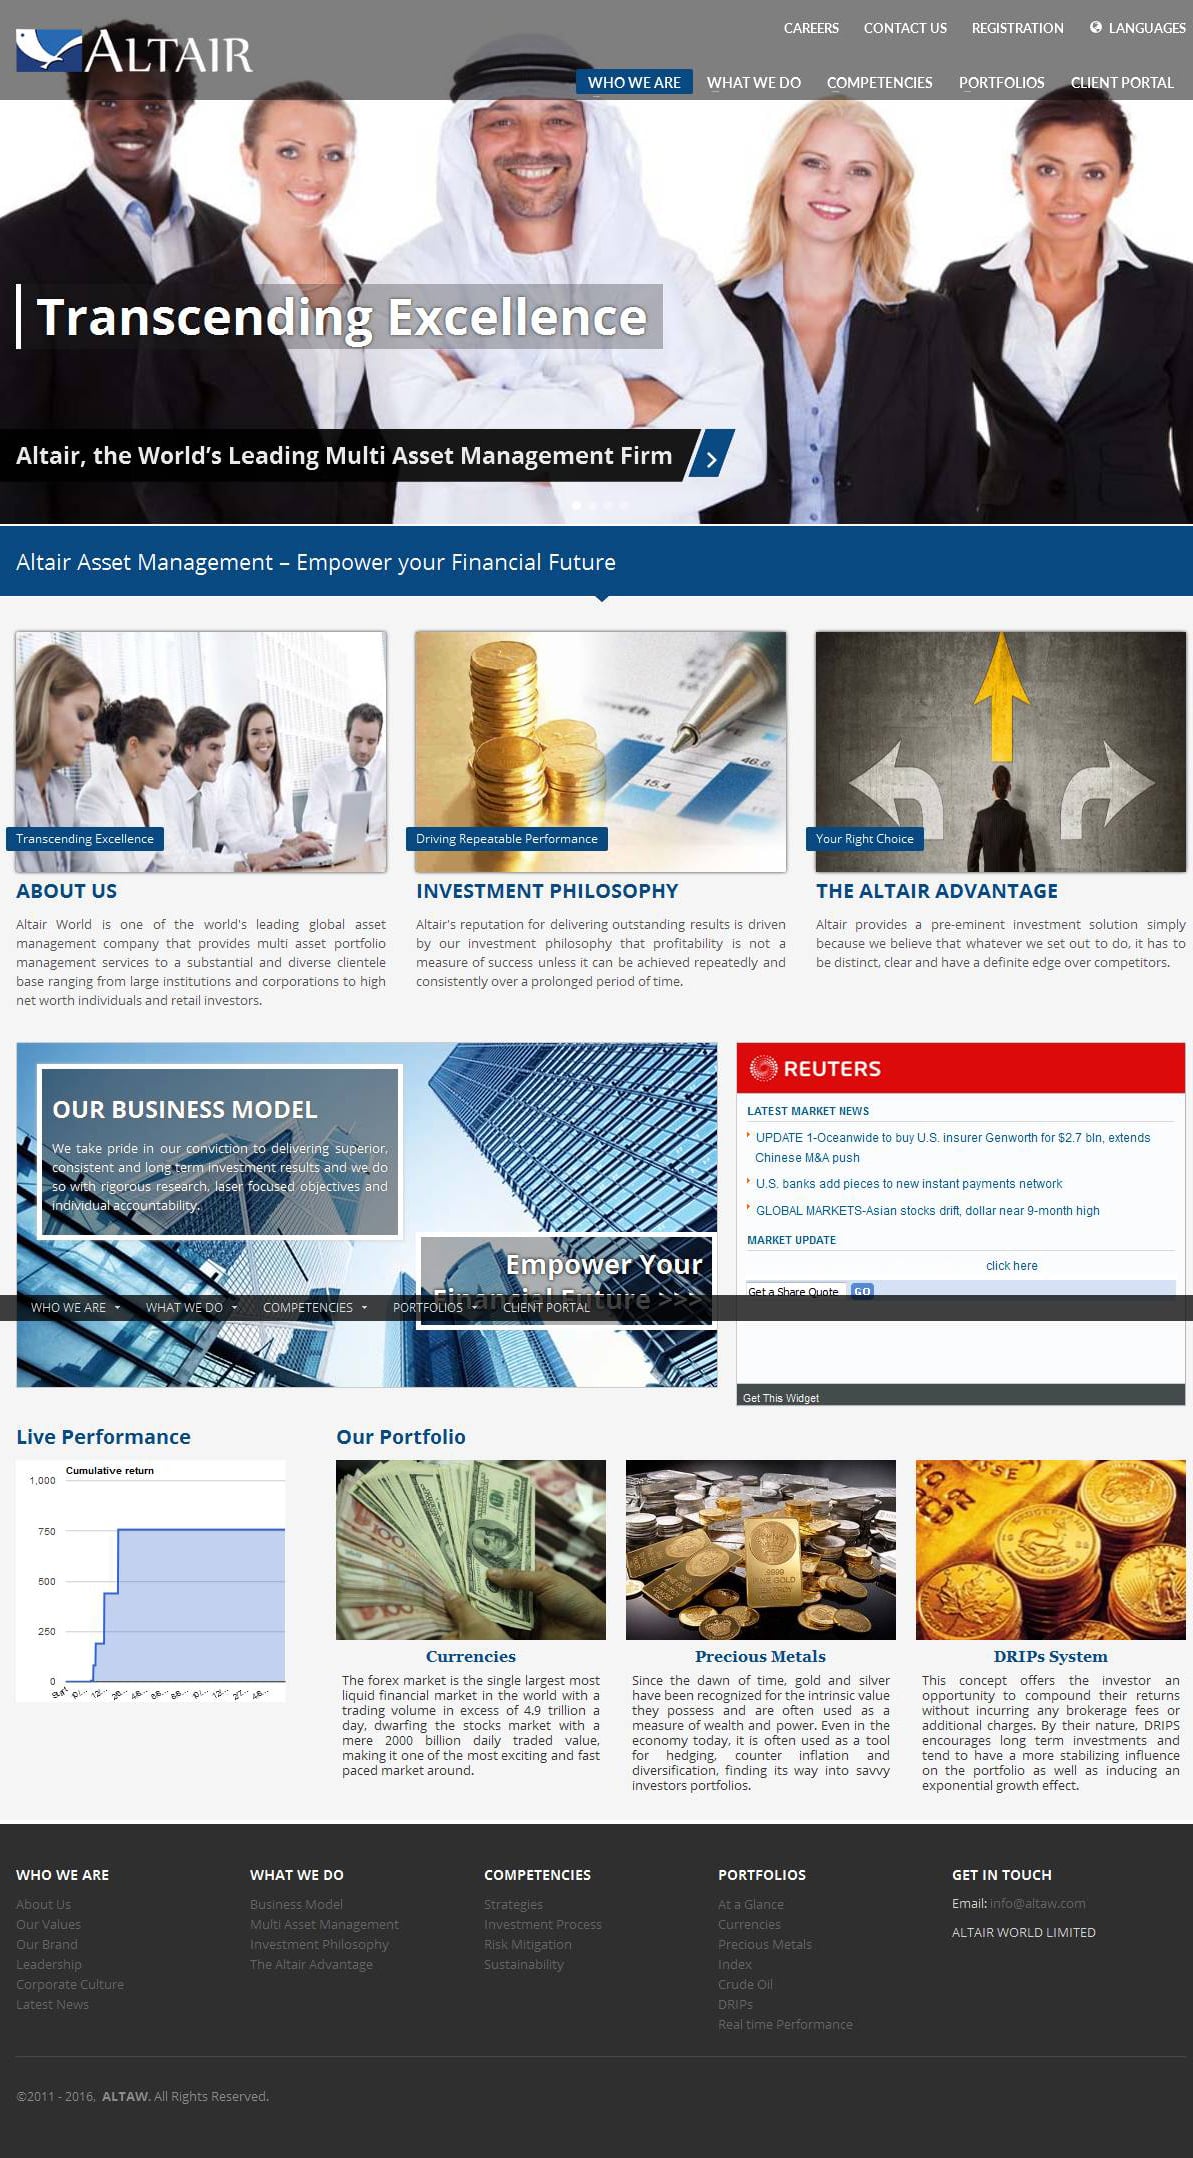 ALTAIR
CAREERS
CONTACT US
REGISTRATION
LANGUAGES
WHO WE ARE
WHAT WE DO
COMPETENCIES
PORTFOLIOS
CLIENT PORTAL
Transcending Excellence
Altair, the World's Leading Multi Asset Management Firm
Altair Asset Management – Empower your Financial Future
Transcending Excellence
ABOUT US
Altair World is one of the world's leading global asset
management company that provides multi asset portfolio
management services to a substantial and diverse clientele
base ranging from large institutions and corporations to high
net worth individuals and retail investors.
15.4
46.8
Driving Repeatable Performance
INVESTMENT PHILOSOPHY
Altair's reputation for delivering outstanding results is driven
by our investment philosophy that profitability is not a
measure of success unless it can be achieved repeatedly and
consistently over a prolonged period of time.
Your Right Choice
THE ALTAIR ADVANTAGE
Altair provides a pre-eminent investment solution simply
because we believe that whatever we set out to do, it has to
be distinct, clear and have a definite edge over competitors.
OUR BUSINESS MODEL
We take pride in our conviction to delivering superior,
consistent and long term investment results and we do
so with rigorous research, laser focused objectives and
individual accountability.
Empower Your
Financial Future >>>
WHO WE ARE
WHAT WE DO
COMPETENCIES
PORTFOLIOS
CLIENT PORTAL
REUTERS
LATEST MARKET NEWS
UPDATE 1-Oceanwide to buy U.S. insurer Genworth for $2.7 bln, extends
Chinese M&A push
U.S. banks add pieces to new instant payments network
GLOBAL MARKETS-Asian stocks drift, dollar near 9-month high
MARKET UPDATE
click here
Get a Share Quote GO
Get This Widget
Live Performance
Cumulative return
1,000
750
500
250
0
Start
Our Portfolio
100
Currencies
The forex market is the single largest most
liquid financial market in the world with a
trading volume in excess of 4.9 trillion a
day, dwarfing the stocks market with a
mere 2000 billion daily traded value,
making it one of the most exciting and fast
paced market around.
.9999
GOLD
Precious Metals
Since the dawn of time, gold and silver
have been recognized for the intrinsic value
they possess and are often used as a
measure of wealth and power. Even in the
economy today, it is often used as a tool
for hedging, counter inflation and
diversification, finding its way into savvy
investors portfolios.
DRIPs System
This concept offers the investor an
opportunity to compound their returns
without incurring any brokerage fees or
additional charges. By their nature, DRIPS
encourages long term investments and
tend to have a more stabilizing influence
on the portfolio as well as inducing an
exponential growth effect.
WHO WE ARE
About Us
Our Values
Our Brand
Leadership
Corporate Culture
Latest News
WHAT WE DO
Business Model
Multi Asset Management
Investment Philosophy
The Altair Advantage
COMPETENCIES
Strategies
Investment Process
Risk Mitigation
Sustainability
PORTFOLIOS
At a Glance
Currencies
Precious Metals
Index
Crude Oil
DRIPs
Real time Performance
GET IN TOUCH
Email: info@altaw.com
ALTAIR WORLD LIMITED
©2011 - 2016, ALTAW. All Rights Reserved.